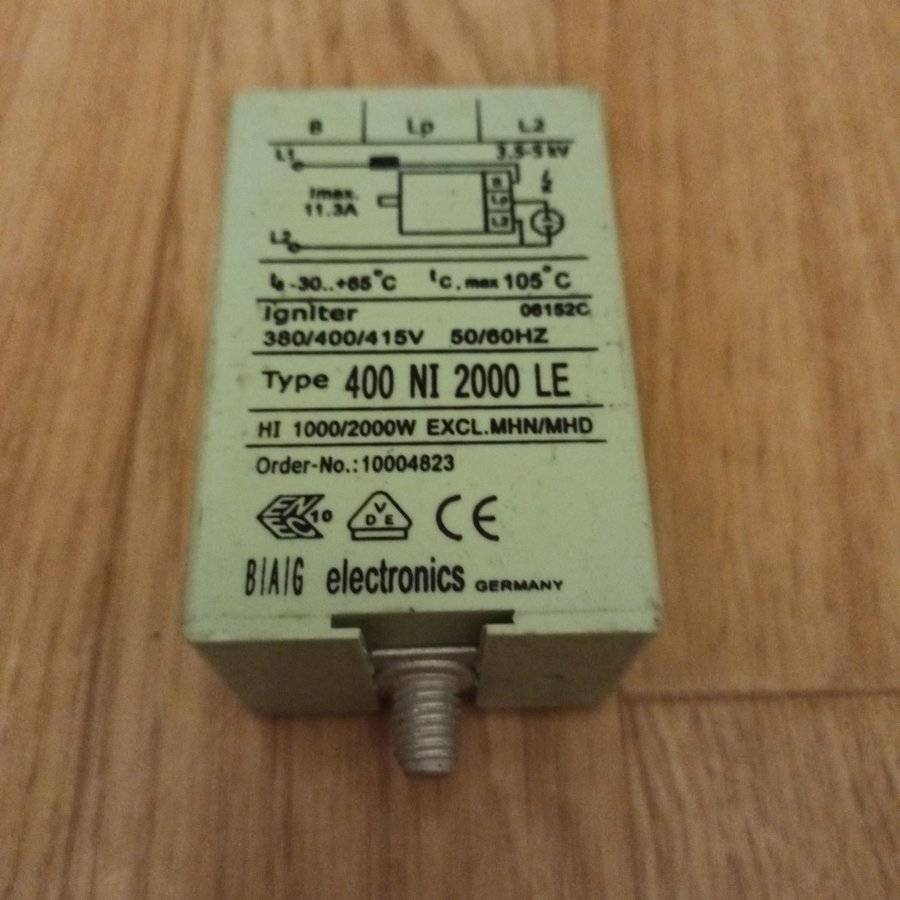 B Lp L2
L1 3.5-5 kV
B
Imax. Lp
11.3A L2
L2
-30..+65°C tc, max 105°C
Igniter 06152C
380/400/415V 50/60HZ
Type 400 NI 2000 LE
HI 1000/2000W EXCL.MHN/MHD
Order-No.:10004823
ENEC 10 VDE CE
B/A/G electronics GERMANY